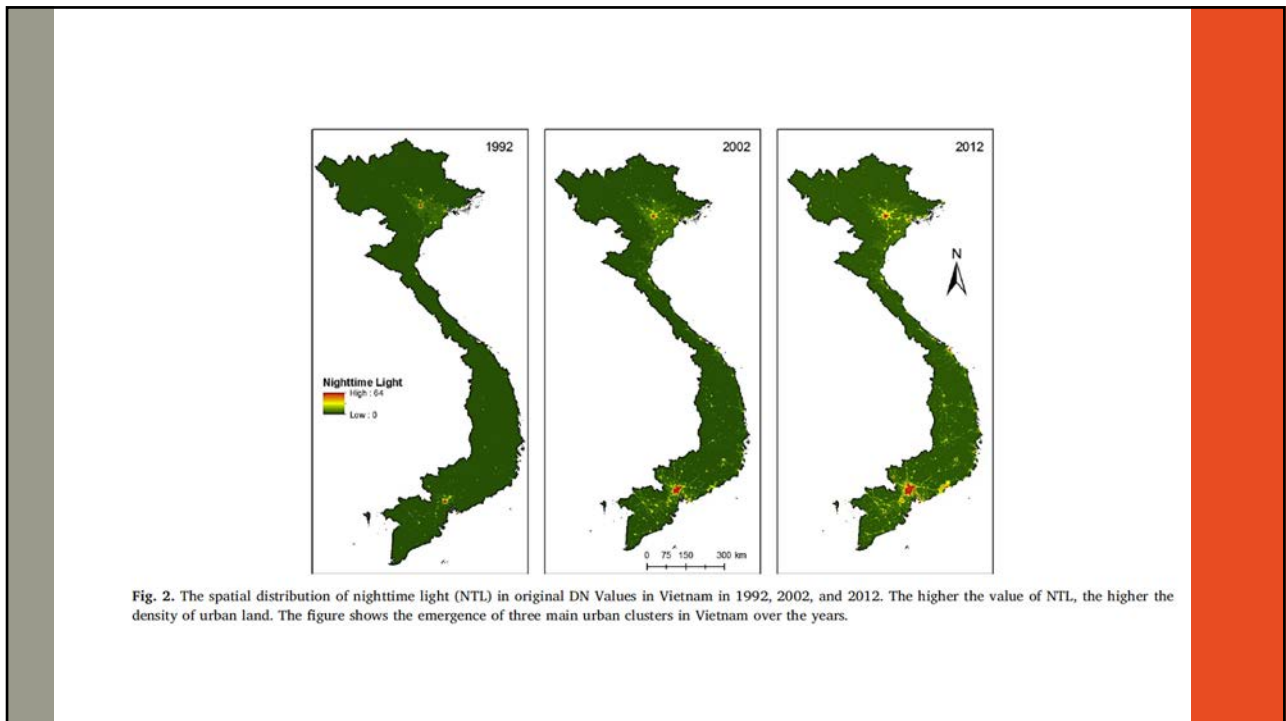 1992
2002
2012
N
Nighttime Light
High : 64
Low : 0
0 75 150 300 km
Fig. 2. The spatial distribution of nighttime light (NTL) in original DN Values in Vietnam in 1992, 2002, and 2012. The higher the value of NTL, the higher the
density of urban land. The figure shows the emergence of three main urban clusters in Vietnam over the years.